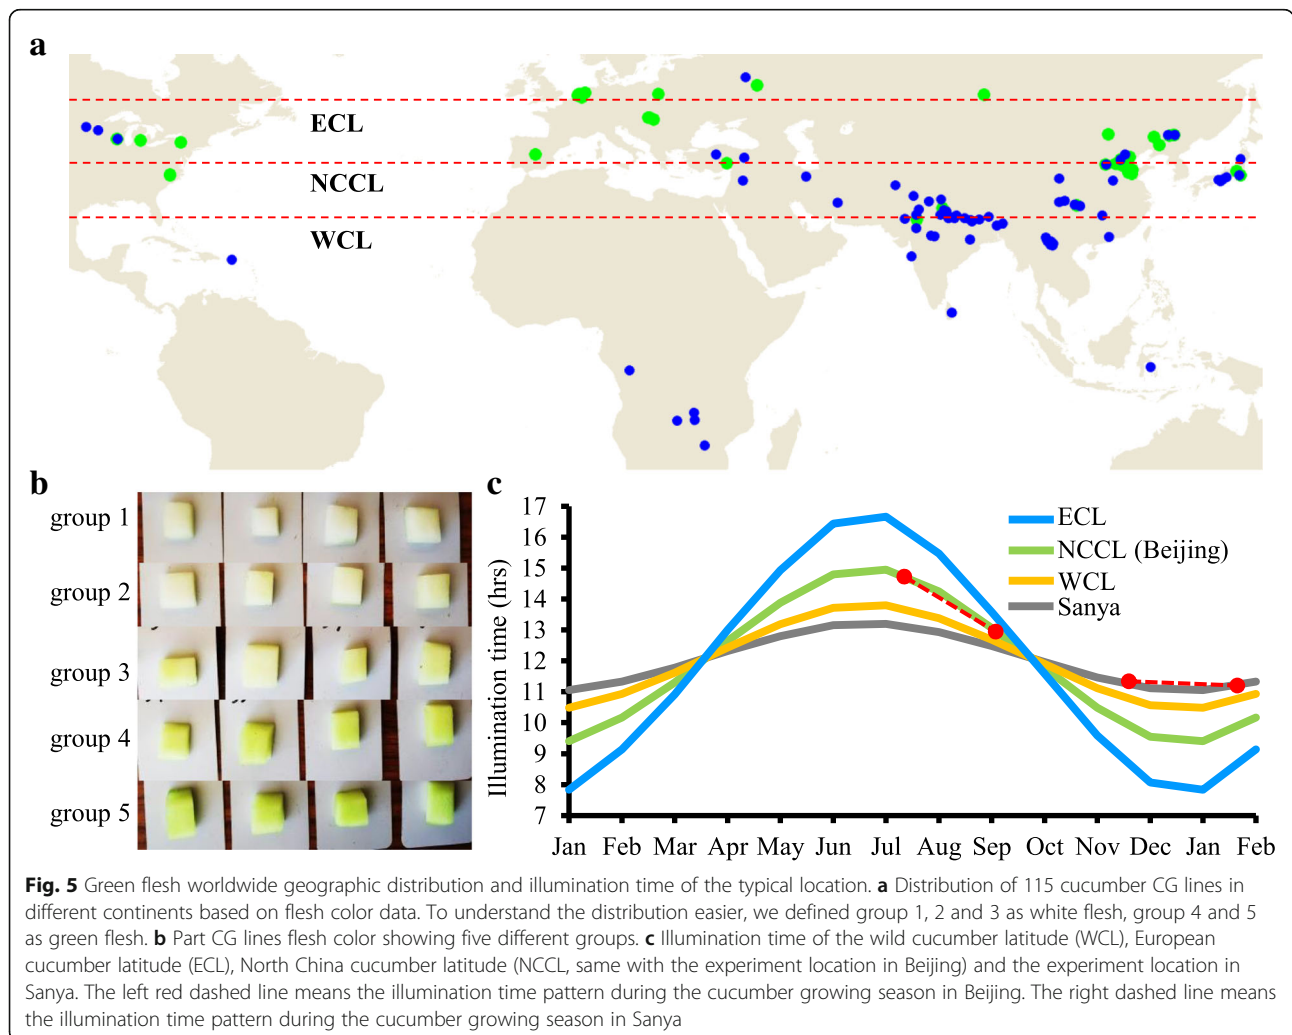 a
ECL
NCCL
WCL
b
group 1
group 2
group 3
group 4
group 5
c
Illumination time (hrs)
17
16
15
14
13
12
11
10
9
8
7
ECL
NCCL (Beijing)
WCL
Sanya
Jan Feb Mar Apr May Jun Jul Aug Sep Oct Nov Dec Jan Feb
Fig. 5 Green flesh worldwide geographic distribution and illumination time of the typical location. a Distribution of 115 cucumber CG lines in
different continents based on flesh color data. To understand the distribution easier, we defined group 1, 2 and 3 as white flesh, group 4 and 5
as green flesh. b Part CG lines flesh color showing five different groups. c Illumination time of the wild cucumber latitude (WCL), European
cucumber latitude (ECL), North China cucumber latitude (NCCL, same with the experiment location in Beijing) and the experiment location in
Sanya. The left red dashed line means the illumination time pattern during the cucumber growing season in Beijing. The right dashed line means
the illumination time pattern during the cucumber growing season in Sanya